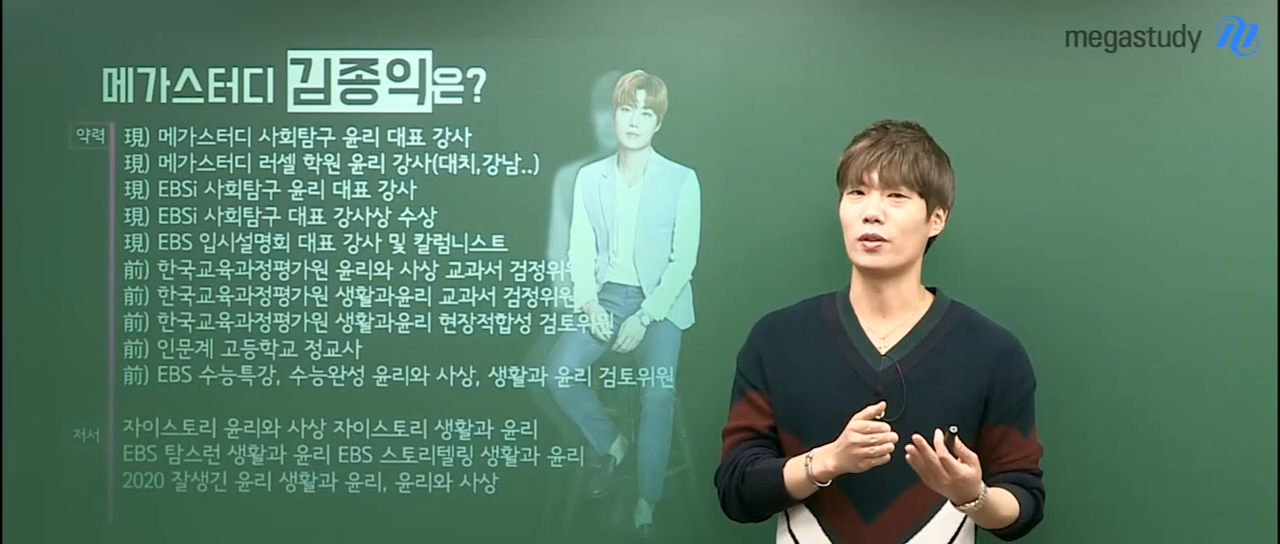 megastudy
메가스터디 김종익은?
약력
現) 메가스터디 사회탐구 윤리 대표 강사
現) 메가스터디 러셀 학원 윤리 강사(대치,강남..)
現) EBSi 사회탐구 윤리 대표 강사
現) EBSi 사회탐구 대표 강사상 수상
現) EBS 입시설명회 대표 강사 및 칼럼니스트
前) 한국교육과정평가원 윤리와 사상 교과서 검정위원
前) 한국교육과정평가원 생활과윤리 교과서 검정위원
前) 한국교육과정평가원 생활과윤리 현장적합성 검토위원
前) 인문계 고등학교 정교사
前) EBS 수능특강, 수능완성 윤리와 사상, 생활과 윤리 검토위원
저서
자이스토리 윤리와 사상 자이스토리 생활과 윤리
EBS 탐스런 생활과 윤리 EBS 스토리텔링 생활과 윤리
2020 잘생긴 윤리 생활과 윤리, 윤리와 사상